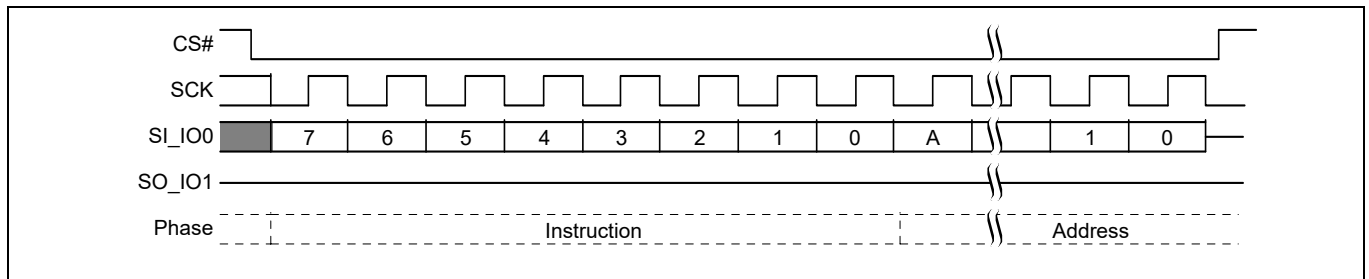 CS#
SCK
SI_IO0 7 6 5 4 3 2 1 0 A 1 0
SO_IO1
Phase Instruction Address